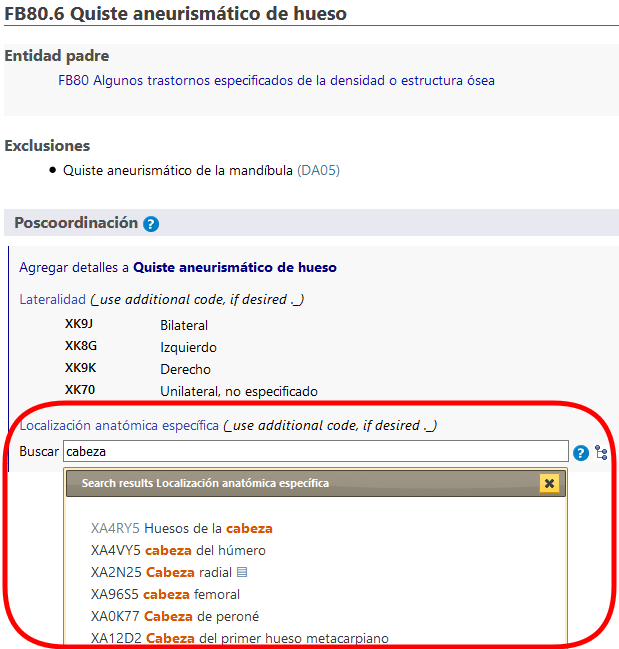 FB80.6 Quiste aneurismático de hueso
Entidad padre
FB80 Algunos trastornos especificados de la densidad o estructura ósea
Exclusiones
● Quiste aneurismático de la mandíbula (DA05)
Poscoordinación ?
Agregar detalles a Quiste aneurismático de hueso
Lateralidad (_use additional code, if desired ._)
XK9J Bilateral
XK8G Izquierdo
XK9K Derecho
XK70 Unilateral, no especificado
Localización anatómica específica (_use additional code, if desired ._)
Buscar cabeza ?
Search results Localización anatómica específica
XA4RY5 Huesos de la cabeza
XA4VY5 cabeza del húmero
XA2N25 Cabeza radial
XA96S5 cabeza femoral
XA0K77 Cabeza de peroné
XA12D2 Cabeza del primer hueso metacarpiano